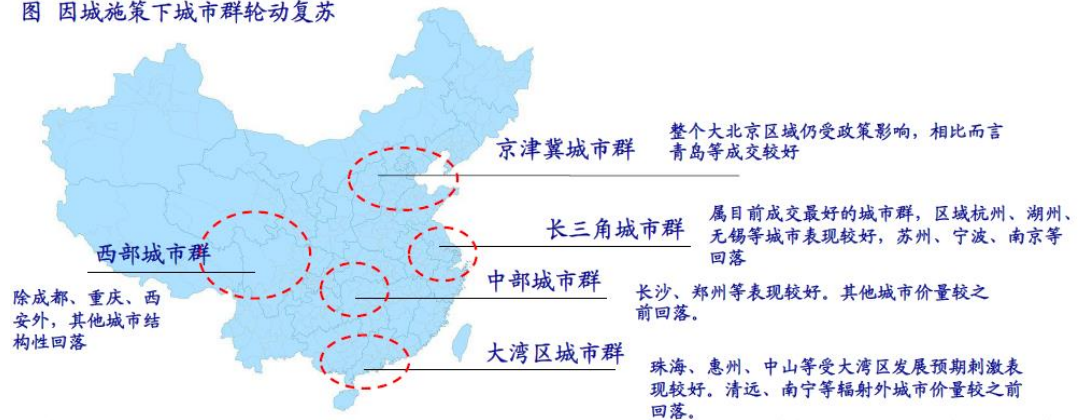 图 因城施策下城市群轮动复苏
京津冀城市群
整个大北京区域仍受政策影响，相比而言
青岛等成交较好
长三角城市群
属目前成交最好的城市群，区域杭州、湖州、
无锡等城市表现较好，苏州、宁波、南京等
回落
西部城市群
除成都、重庆、西
安外，其他城市结
构性回落
中部城市群
长沙、郑州等表现较好。其他城市价量较之
前回落。
大湾区城市群
珠海、惠州、中山等受大湾区发展预期刺激表
现较好。清远、南宁等辐射外城市价量较之前
回落。